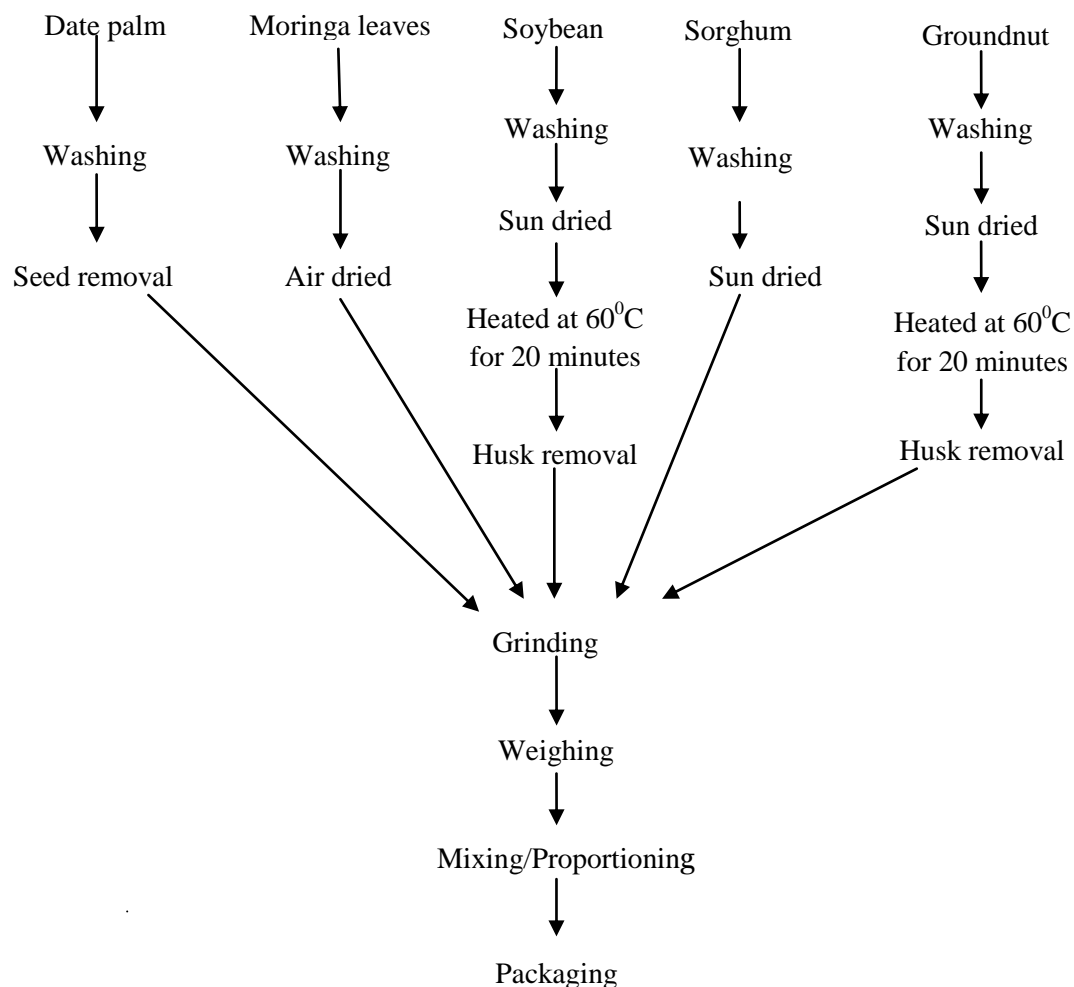 Date palm
Moringa leaves
Soybean
Sorghum
Groundnut
Washing
Washing
Washing
Washing
Washing
Sun dried
Sun dried
Seed removal
Air dried
Sun dried
Heated at 60⁰C
for 20 minutes
Heated at 60⁰C
for 20 minutes
Husk removal
Husk removal
Grinding
Weighing
Mixing/Proportioning
Packaging